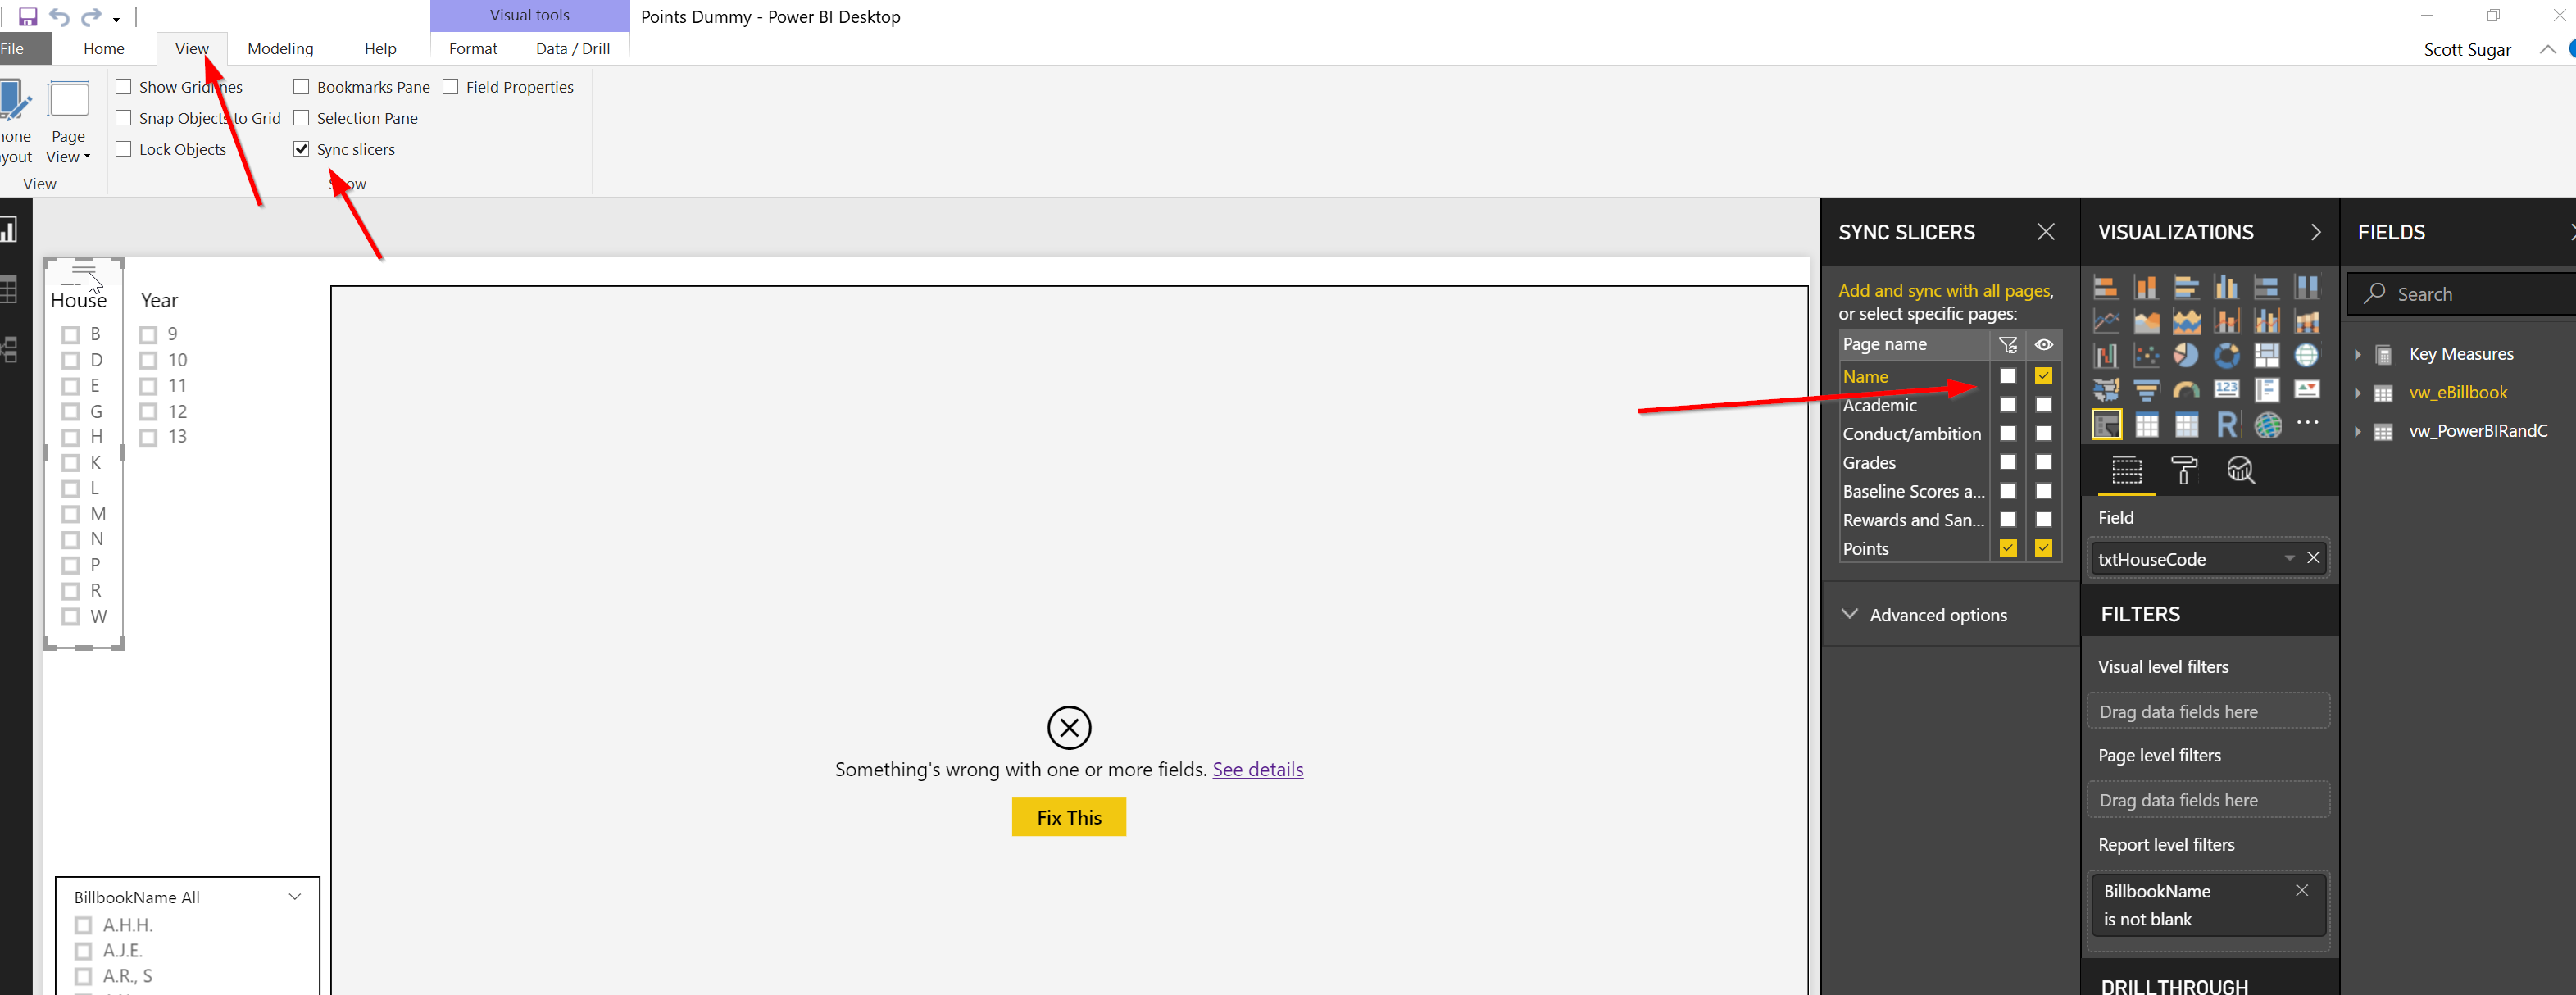 Visual tools
Points Dummy - Power BI Desktop
File
Home
View
Modeling
Help
Format
Data / Drill
Scott Sugar
Show Gridlines
Bookmarks Pane
Field Properties
Snap Objects to Grid
Selection Pane
Lock Objects
Sync slicers
hone
ayout
Page
View
View
Show
House
B
D
E
G
H
K
L
M
N
P
R
W
Year
9
10
11
12
13
Something's wrong with one or more fields. See details
Fix This
BillbookName All
A.H.H.
A.J.E.
A.R., S
SYNC SLICERS
Add and sync with all pages,
or select specific pages:
Page name
Name
Academic
Conduct/ambition
Grades
Baseline Scores a...
Rewards and San...
Points
Advanced options
VISUALIZATIONS
123
R
Field
txtHouseCode
FILTERS
Visual level filters
Drag data fields here
Page level filters
Drag data fields here
Report level filters
BillbookName
is not blank
DRILLTHROUGH
FIELDS
Search
Key Measures
vw_eBillbook
vw_PowerBIRandC